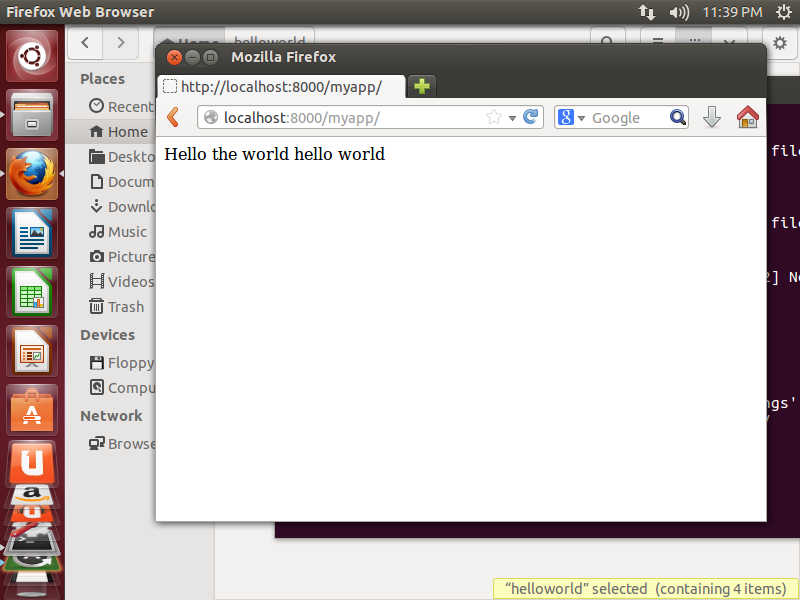 Firefox Web Browser
11:39 PM
Home
helloworld
Mozilla Firefox
Places
http://localhost:8000/myapp/
Recent
localhost:8000/myapp/
Google
Home
Hello the world hello world
Deskto
file
Docum
Downlo
file
Music
Picture
2] No
Videos
Trash
Devices
Floppy
Compu
ngs'
Network
Browse
“helloworld” selected (containing 4 items)